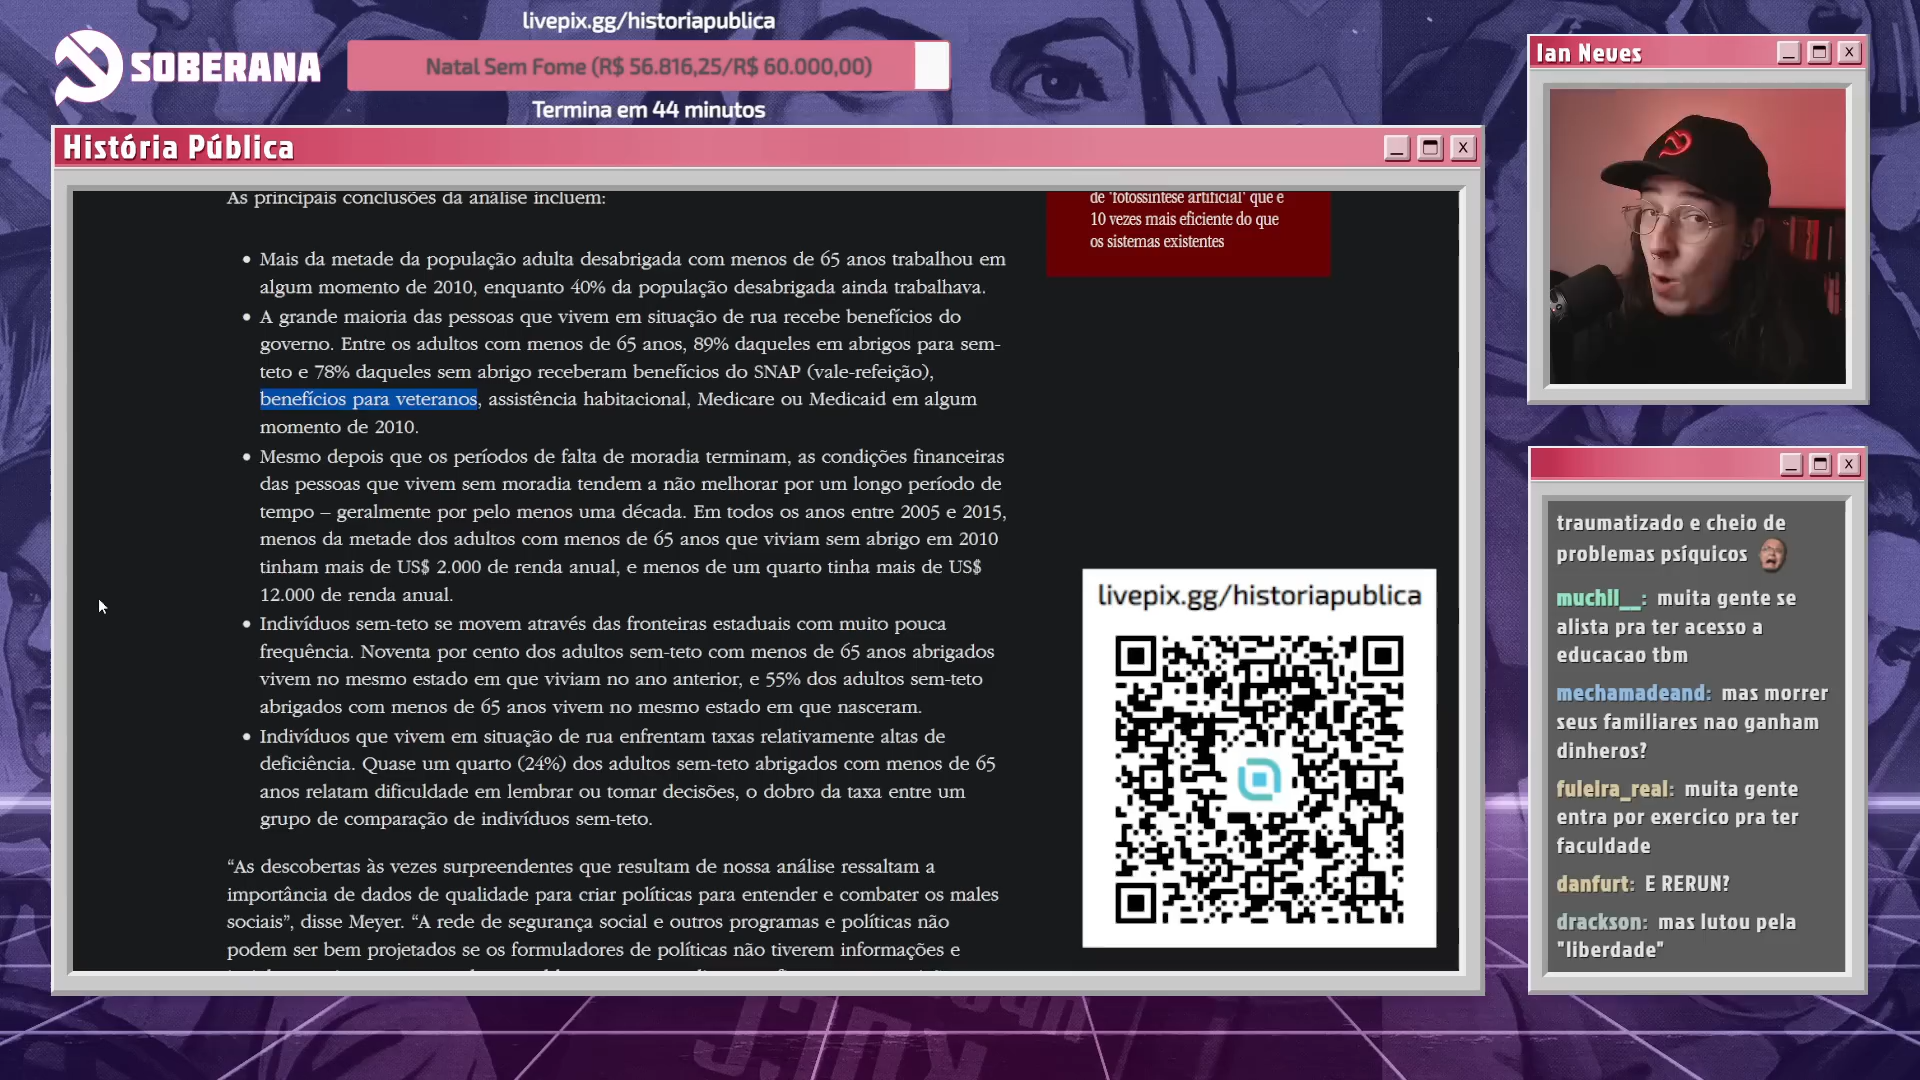 livepix.gg/historiapublica
SOBERANA
Natal Sem Fome (R$ 56.816,25/R$ 60.000,00)
Termina em 44 minutos
História Pública
As principais conclusões da análise incluem:
• Mais da metade da população adulta desabrigada com menos de 65 anos trabalhou em
algum momento de 2010, enquanto 40% da população desabrigada ainda trabalhava.
• A grande maioria das pessoas que vivem em situação de rua recebe benefícios do
governo. Entre os adultos com menos de 65 anos, 89% daqueles em abrigos para sem-
teto e 78% daqueles sem abrigo receberam benefícios do SNAP (vale-refeição),
benefícios para veteranos, assistência habitacional, Medicare ou Medicaid em algum
momento de 2010.
• Mesmo depois que os períodos de falta de moradia terminam, as condições financeiras
das pessoas que vivem sem moradia tendem a não melhorar por um longo período de
tempo – geralmente por pelo menos uma década. Em todos os anos entre 2005 e 2015,
menos da metade dos adultos com menos de 65 anos que viviam sem abrigo em 2010
tinham mais de US$ 2.000 de renda anual, e menos de um quarto tinha mais de US$
12.000 de renda anual.
• Indivíduos sem-teto se movem através das fronteiras estaduais com muito pouca
frequência. Noventa por cento dos adultos sem-teto com menos de 65 anos abrigados
vivem no mesmo estado em que viviam no ano anterior, e 55% dos adultos sem-teto
abrigados com menos de 65 anos vivem no mesmo estado em que nasceram.
• Indivíduos que vivem em situação de rua enfrentam taxas relativamente altas de
deficiência. Quase um quarto (24%) dos adultos sem-teto abrigados com menos de 65
anos relatam dificuldade em lembrar ou tomar decisões, o dobro da taxa entre um
grupo de comparação de indivíduos sem-teto.
“As descobertas às vezes surpreendentes que resultam de nossa análise ressaltam a
importância de dados de qualidade para criar políticas para entender e combater os males
sociais”, disse Meyer. “A rede de segurança social e outros programas e políticas não
podem ser bem projetados se os formuladores de políticas não tiverem informações e
de 'fotossíntese artificial' que é
10 vezes mais eficiente do que
os sistemas existentes
livepix.gg/historiapublica
Ian Neves
traumatizado e cheio de
problemas psíquicos
muchll__: muita gente se
alista pra ter acesso a
educacao tbm
mechamadeand: mas morrer
seus familiares nao ganham
dinheros?
fuleira_real: muita gente
entra por exercico pra ter
faculdade
danfurt: E RERUN?
drackson: mas lutou pela
"liberdade"